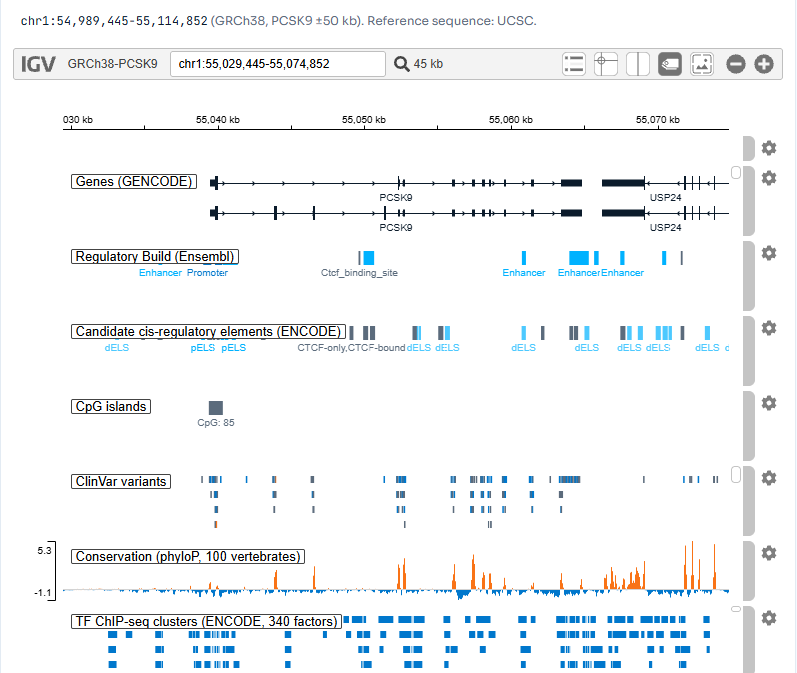 chr1:54,989,445-55,114,852 (GRCh38, PCSK9 ±50 kb). Reference sequence: UCSC.
IGV GRCh38-PCSK9 chr1:55,029,445-55,074,852 45 kb
030 kb 55,040 kb 55,050 kb 55,060 kb 55,070 kb
Genes (GENCODE)
PCSK9 USP24
PCSK9 USP24
Regulatory Build (Ensembl)
Enhancer Promoter Ctcf_binding_site Enhancer Enhancer Enhancer
Candidate cis-regulatory elements (ENCODE)
dELS pELS pELS CTCF-only,CTCF-bound dELS dELS dELS dELS dELS dELS dELS d
CpG islands
CpG: 85
ClinVar variants
5.3
Conservation (phyloP, 100 vertebrates)
-1.1
TF ChIP-seq clusters (ENCODE, 340 factors)